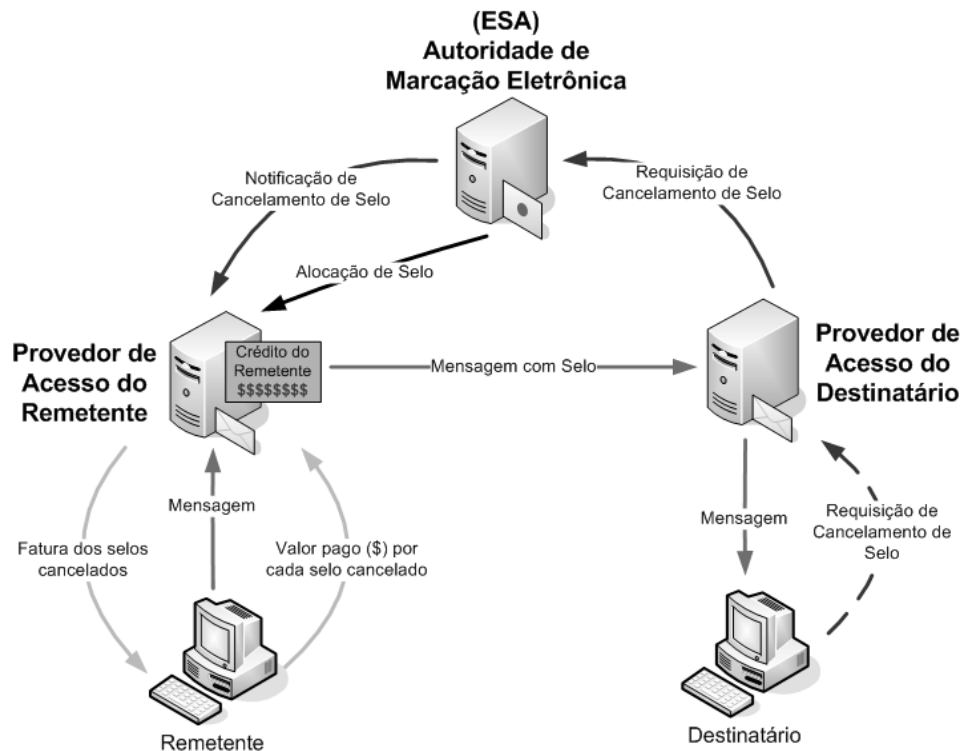 (ESA)
Autoridade de
Marcação Eletrônica
Notificação de
Cancelamento de Selo
Requisição de
Cancelamento de Selo
Alocação de Selo
Provedor de
Acesso do
Remetente
Crédito do
Remetente
$$$$$$$$
Mensagem com Selo
Provedor de
Acesso do
Destinatário
Mensagem
Fatura dos selos
cancelados
Valor pago ($) por
cada selo cancelado
Mensagem
Requisição de
Cancelamento de
Selo
Remetente
Destinatário